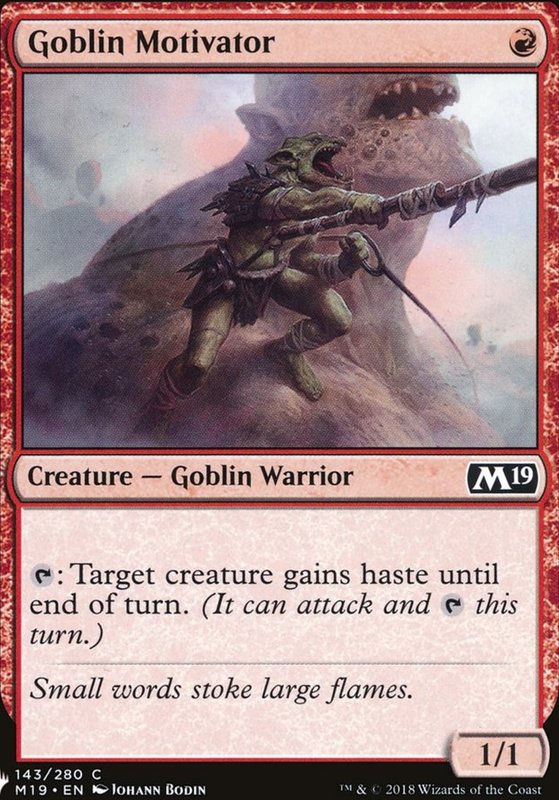 Goblin Motivator
Creature — Goblin Warrior
M19
: Target creature gains haste until
end of turn. (It can attack and this
turn.)
Small words stoke large flames.
1/1
143/280 C
M19 • EN Johann Bodin
™ & © 2018 Wizards of the Coast